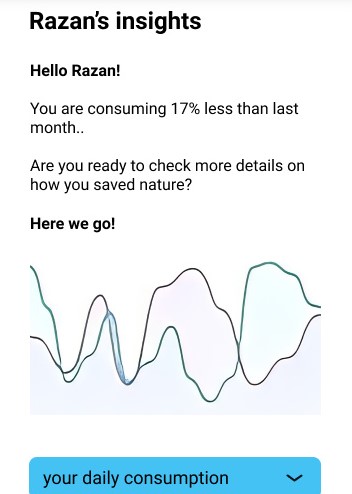 Razan's insights
Hello Razan!
You are consuming 17% less than last
month..
Are you ready to check more details on
how you saved nature?
Here we go!
your daily consumption